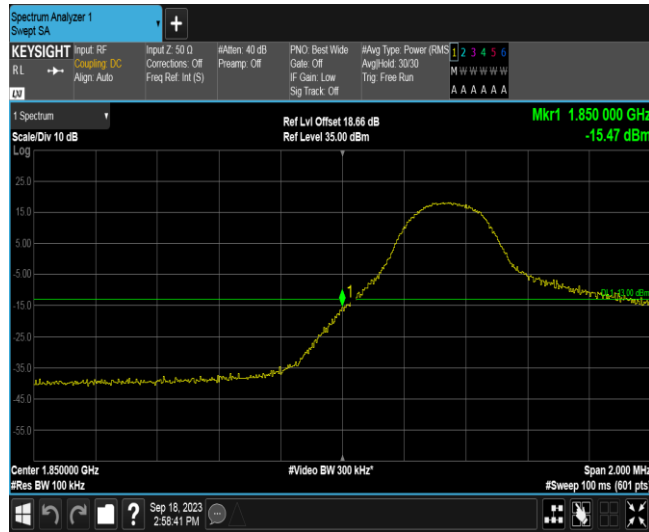 Spectrum Analyzer 1
Swept SA
+
KEYSIGHT
RL
LXI
Input: RF
Coupling: DC
Align: Auto
Input Z: 50 Ω
Corrections: Off
Freq Ref: Int (S)
#Atten: 40 dB
Preamp: Off
PNO: Best Wide
Gate: Off
IF Gain: Low
Sig Track: Off
#Avg Type: Power (RMS
Avg|Hold: 30/30
Trig: Free Run
1 2 3 4 5 6
M W W W W W
A A A A A A
1 Spectrum
Scale/Div 10 dB
Log
Ref Lvl Offset 18.66 dB
Ref Level 35.00 dBm
Mkr1 1.850 000 GHz
-15.47 dBm
25.0
15.0
5.00
-5.00
-15.0
-25.0
-35.0
-45.0
-55.0
1
DL1 -13.00 dBm
Center 1.850000 GHz
#Res BW 100 kHz
#Video BW 300 kHz*
Span 2.000 MHz
#Sweep 100 ms (601 pts)
?
Sep 18, 2023
2:58:41 PM